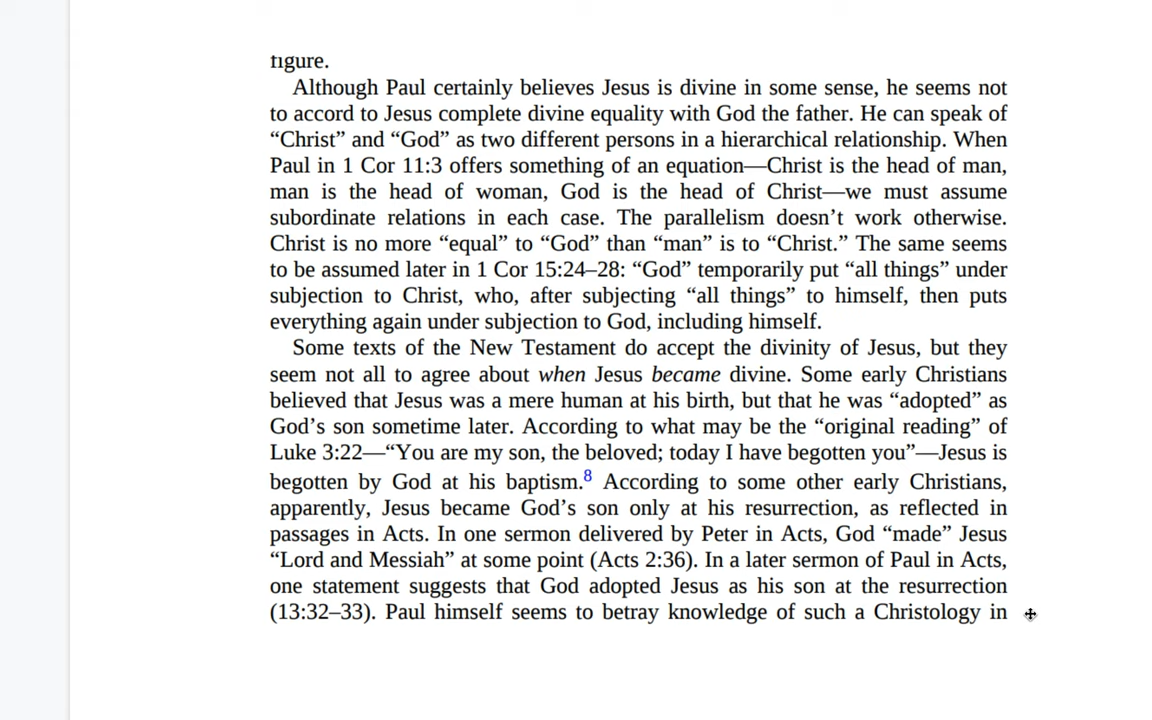 figure.
Although Paul certainly believes Jesus is divine in some sense, he seems not
to accord to Jesus complete divine equality with God the father. He can speak of
“Christ” and “God” as two different persons in a hierarchical relationship. When
Paul in 1 Cor 11:3 offers something of an equation—Christ is the head of man,
man is the head of woman, God is the head of Christ—we must assume
subordinate relations in each case. The parallelism doesn’t work otherwise.
Christ is no more “equal” to “God” than “man” is to “Christ.” The same seems
to be assumed later in 1 Cor 15:24–28: “God” temporarily put “all things” under
subjection to Christ, who, after subjecting “all things” to himself, then puts
everything again under subjection to God, including himself.
Some texts of the New Testament do accept the divinity of Jesus, but they
seem not all to agree about when Jesus became divine. Some early Christians
believed that Jesus was a mere human at his birth, but that he was “adopted” as
God’s son sometime later. According to what may be the “original reading” of
Luke 3:22—“You are my son, the beloved; today I have begotten you”—Jesus is
begotten by God at his baptism.8 According to some other early Christians,
apparently, Jesus became God’s son only at his resurrection, as reflected in
passages in Acts. In one sermon delivered by Peter in Acts, God “made” Jesus
“Lord and Messiah” at some point (Acts 2:36). In a later sermon of Paul in Acts,
one statement suggests that God adopted Jesus as his son at the resurrection
(13:32–33). Paul himself seems to betray knowledge of such a Christology in